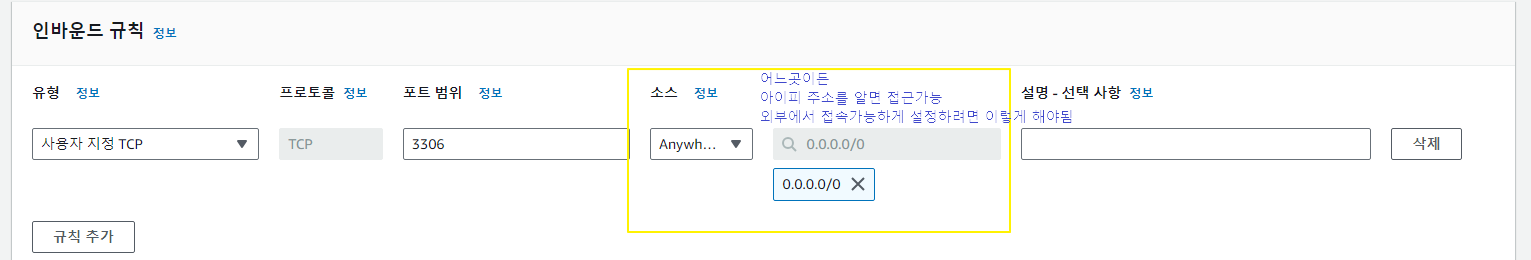 인바운드 규칙 정보
유형 정보 프로토콜 정보 포트 범위 정보 소스 정보 설명 - 선택 사항 정보
어느곳이든
아이피 주소를 알면 접근가능
외부에서 접속가능하게 설정하려면 이렇게 해야됨
사용자 지정 TCP TCP 3306 Anywh... 0.0.0.0/0 삭제
0.0.0.0/0
규칙 추가